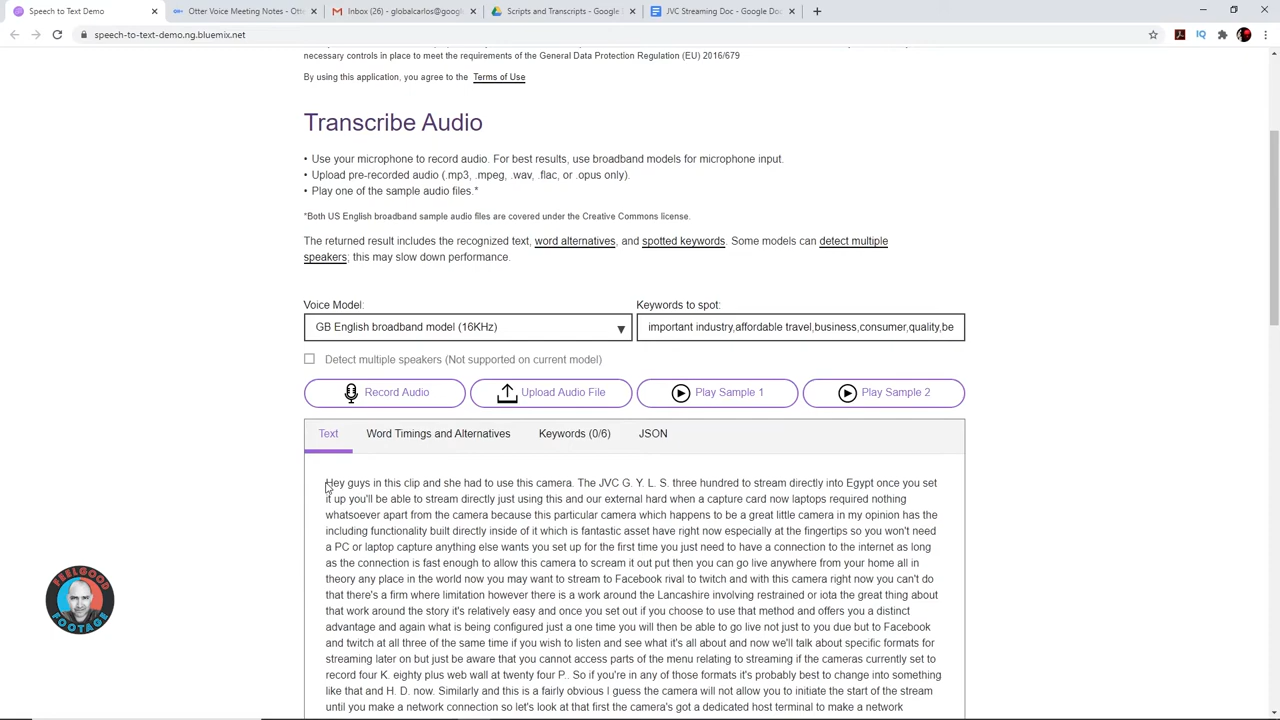 Speech to Text Demo
Otter Voice Meeting Notes - Ott
Inbox (26) - globalcarlos@goog
Scripts and Transcripts - Google
JVC Streaming Doc - Google Doc
speech-to-text-demo.ng.bluemix.net
necessary controls in place to meet the requirements of the General Data Protection Regulation (EU) 2016/679
By using this application, you agree to the Terms of Use
Transcribe Audio
• Use your microphone to record audio. For best results, use broadband models for microphone input.
• Upload pre-recorded audio (.mp3, .mpeg, .wav, .flac, or .opus only).
• Play one of the sample audio files.*
*Both US English broadband sample audio files are covered under the Creative Commons license.
The returned result includes the recognized text, word alternatives, and spotted keywords. Some models can detect multiple
speakers; this may slow down performance.
Voice Model:
Keywords to spot:
GB English broadband model (16KHz)
important industry,affordable travel,business,consumer,quality,be
Detect multiple speakers (Not supported on current model)
Record Audio
Upload Audio File
Play Sample 1
Play Sample 2
Text
Word Timings and Alternatives
Keywords (0/6)
JSON
Hey guys in this clip and she had to use this camera. The JVC G. Y. L. S. three hundred to stream directly into Egypt once you set
it up you'll be able to stream directly just using this and our external hard when a capture card now laptops required nothing
whatsoever apart from the camera because this particular camera which happens to be a great little camera in my opinion has the
including functionality built directly inside of it which is fantastic asset have right now especially at the fingertips so you won't need
a PC or laptop capture anything else wants you set up for the first time you just need to have a connection to the internet as long
as the connection is fast enough to allow this camera to scream it out put then you can go live anywhere from your home all in
theory any place in the world now you may want to stream to Facebook rival to twitch and with this camera right now you can't do
that there's a firm where limitation however there is a work around the Lancashire involving restrained or iota the great thing about
that work around the story it's relatively easy and once you set out if you choose to use that method and offers you a distinct
advantage and again what is being configured just a one time you will then be able to go live not just to you due but to Facebook
and twitch at all three of the same time if you wish to listen and see what it's all about and now we'll talk about specific formats for
streaming later on but just be aware that you cannot access parts of the menu relating to streaming if the cameras currently set to
record four K. eighty plus web wall at twenty four P.. So if you're in any of those formats it's probably best to change into something
like that and H. D. now. Similarly and this is a fairly obvious I guess the camera will not allow you to initiate the start of the stream
until you make a network connection so let's look at that first the camera's got a dedicated host terminal to make a network
FEELGOOD
FOOTAGE